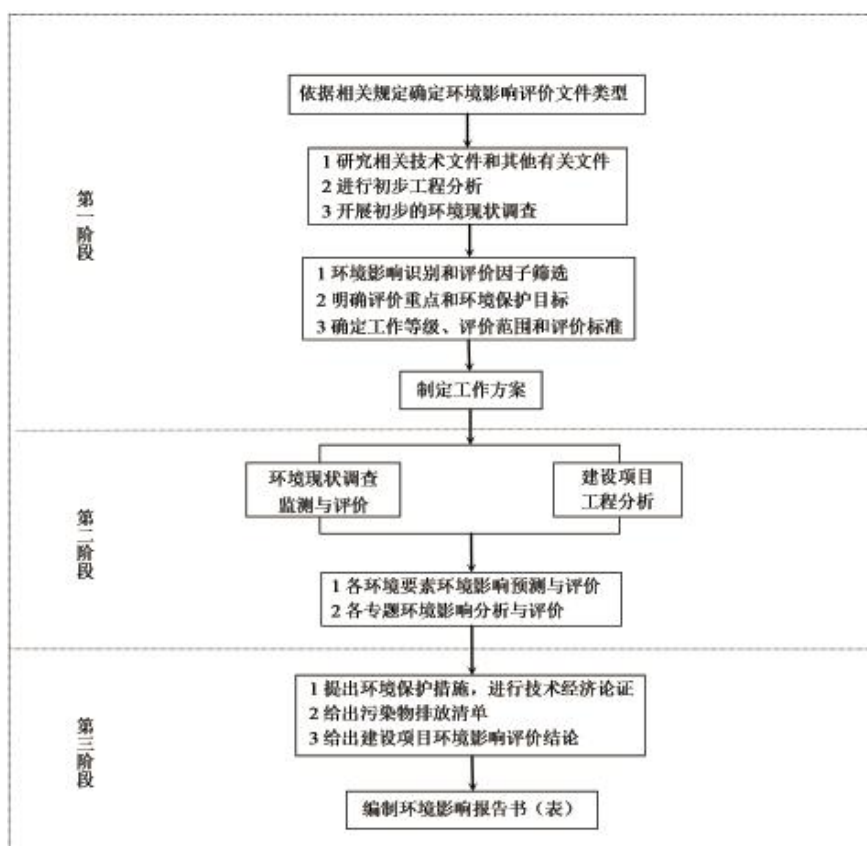 依据相关规定确定环境影响评价文件类型
1 研究相关技术文件和其他有关文件
2 进行初步工程分析
3 开展初步的环境现状调查
第一阶段
1 环境影响识别和评价因子筛选
2 明确评价重点和环境保护目标
3 确定工作等级、评价范围和评价标准
制定工作方案
环境现状调查
监测与评价
建设项目
工程分析
第二阶段
1 各环境要素环境影响预测与评价
2 各专题环境影响分析与评价
1 提出环境保护措施，进行技术经济论证
2 给出污染物排放清单
3 给出建设项目环境影响评价结论
第三阶段
编制环境影响报告书（表）